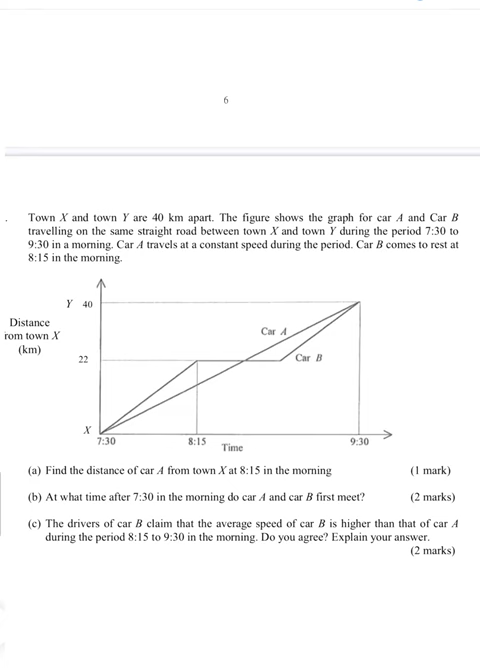 6
. Town X and town Y are 40 km apart. The figure shows the graph for car A and Car B
travelling on the same straight road between town X and town Y during the period 7:30 to
9:30 in a morning. Car A travels at a constant speed during the period. Car B comes to rest at
8:15 in the morning.
Y 40
Distance
rom town X
(km)
Car A
22
Car B
X
7:30
8:15
9:30
Time
(a) Find the distance of car A from town X at 8:15 in the morning (1 mark)
(b) At what time after 7:30 in the morning do car A and car B first meet? (2 marks)
(c) The drivers of car B claim that the average speed of car B is higher than that of car A
during the period 8:15 to 9:30 in the morning. Do you agree? Explain your answer.
(2 marks)